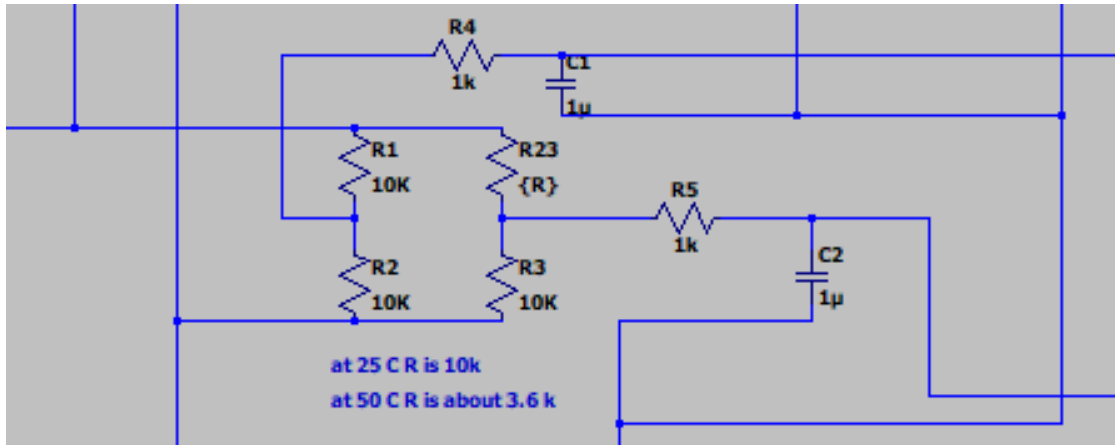 R4
1k
C1
1µ
R1
10K
R23
{R}
R5
1k
C2
1µ
R2
10K
R3
10K
at 25 C R is 10k
at 50 C R is about 3.6 k